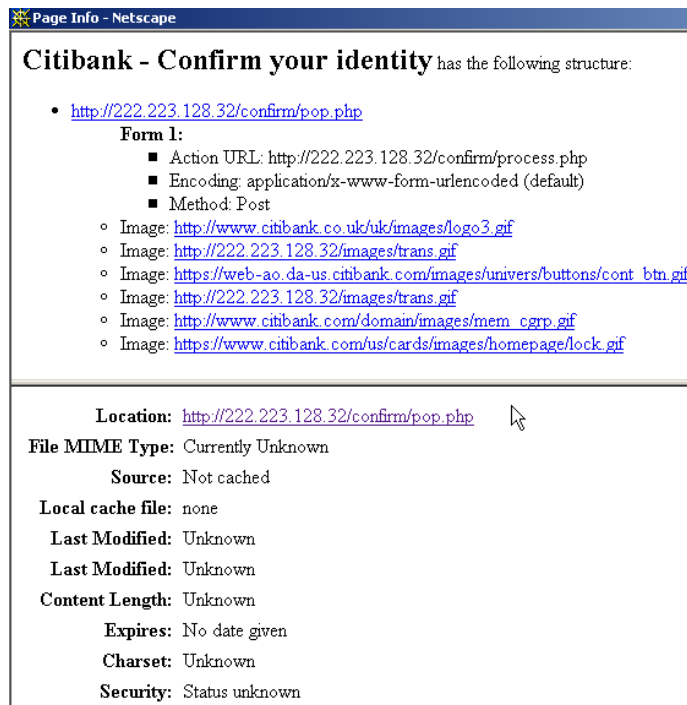 Page Info - Netscape
Citibank - Confirm your identity has the following structure:
http://222.223.128.32/confirm/pop.php
Form 1:
Action URL: http://222.223.128.32/confirm/process.php
Encoding: application/x-www-form-urlencoded (default)
Method: Post
Image: http://www.citibank.co.uk/uk/images/logo3.gif
Image: http://222.223.128.32/images/trans.gif
Image: https://web-ao.da-us.citibank.com/images/univers/buttons/cont_btn.gif
Image: http://222.223.128.32/images/trans.gif
Image: http://www.citibank.com/domain/images/mem_cgrp.gif
Image: https://www.citibank.com/us/cards/images/homepage/lock.gif
Location: http://222.223.128.32/confirm/pop.php
File MIME Type: Currently Unknown
Source: Not cached
Local cache file: none
Last Modified: Unknown
Last Modified: Unknown
Content Length: Unknown
Expires: No date given
Charset: Unknown
Security: Status unknown